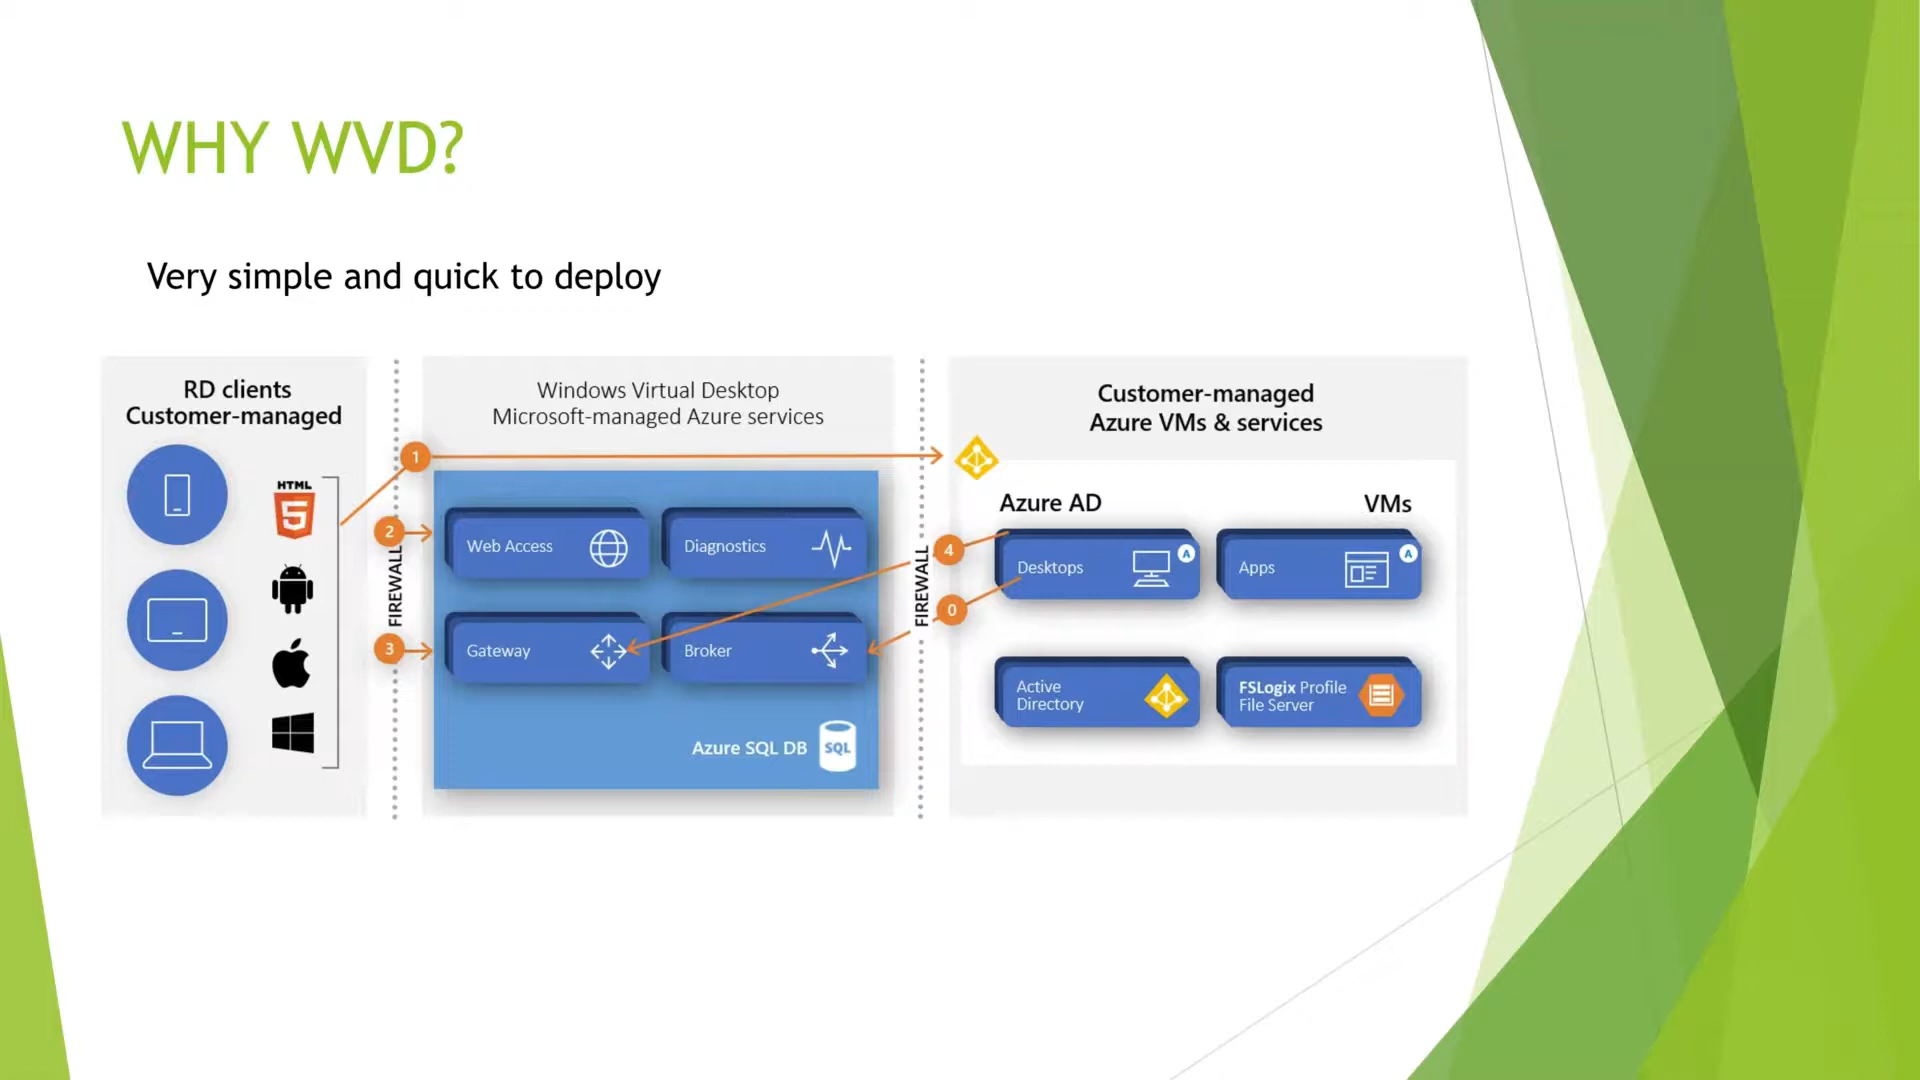 WHY WVD?
Very simple and quick to deploy
RD clients
Customer-managed
HTML
5
FIREWALL
1
2
3
Windows Virtual Desktop
Microsoft-managed Azure services
Web Access
Diagnostics
Gateway
Broker
Azure SQL DB
SQL
FIREWALL
4
0
Customer-managed
Azure VMs & services
Azure AD
VMs
Desktops
A
Apps
A
Active
Directory
FSLogix Profile
File Server